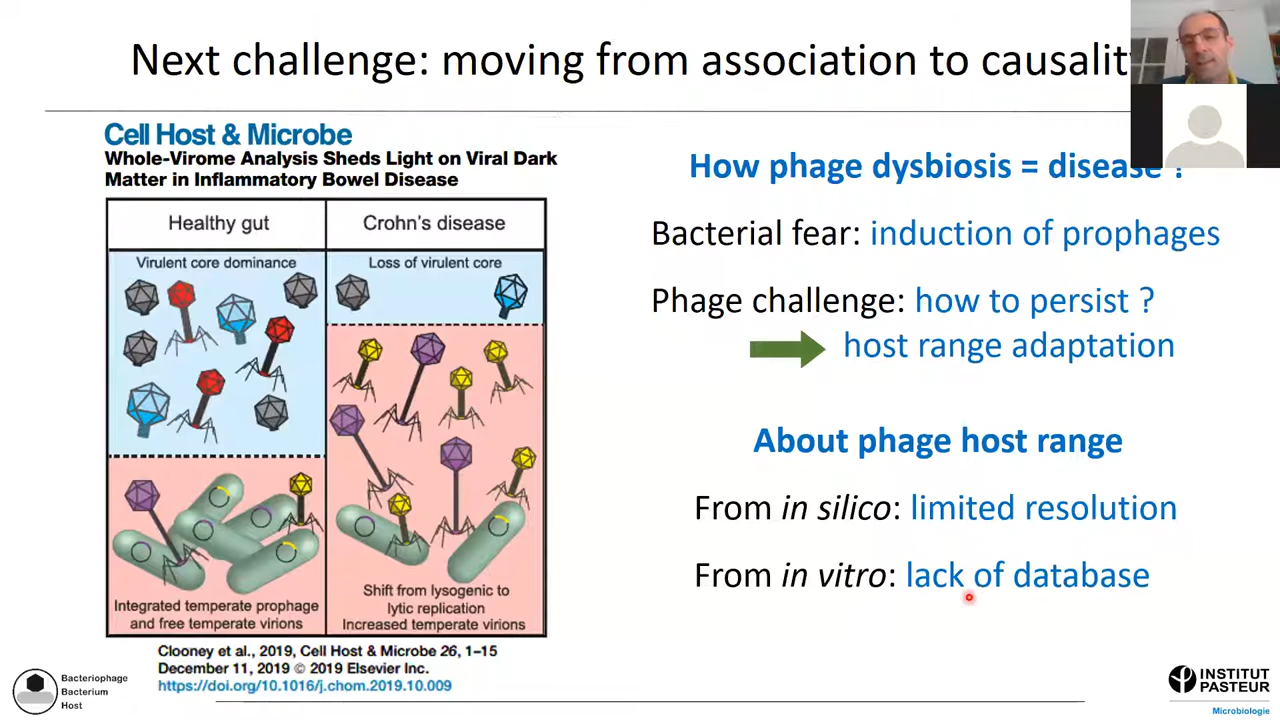 Next challenge: moving from association to causalit
Cell Host & Microbe
Whole-Virome Analysis Sheds Light on Viral Dark
Matter in Inflammatory Bowel Disease
Healthy gut
Crohn's disease
Virulent core dominance
Loss of virulent core
Integrated temperate prophage
and free temperate virions
Shift from lysogenic to
lytic replication
Increased temperate virions
Clooney et al., 2019, Cell Host & Microbe 26, 1–15
December 11, 2019 © 2019 Elsevier Inc.
https://doi.org/10.1016/j.chom.2019.10.009
How phage dysbiosis = disease ?
Bacterial fear: induction of prophages
Phage challenge: how to persist ?
host range adaptation
About phage host range
From in silico: limited resolution
From in vitro: lack of database
Bacteriophage
Bacterium
Host
INSTITUT
PASTEUR
Microbiologie